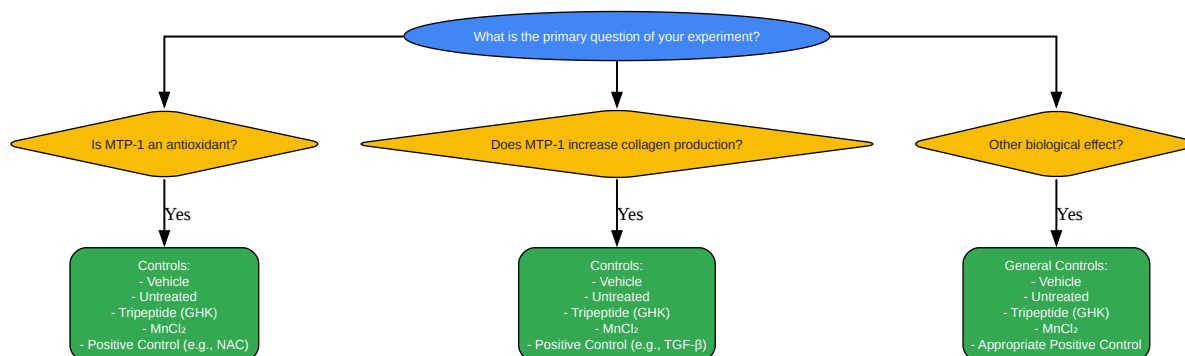 What is the primary question of your experiment?
Is MTP-1 an antioxidant?
Does MTP-1 increase collagen production?
Other biological effect?
Yes
Yes
Yes
Controls:
- Vehicle
- Untreated
- Tripeptide (GHK)
- MnCl₂
- Positive Control (e.g., NAC)
Controls:
- Vehicle
- Untreated
- Tripeptide (GHK)
- MnCl₂
- Positive Control (e.g., TGF-β)
General Controls:
- Vehicle
- Untreated
- Tripeptide (GHK)
- MnCl₂
- Appropriate Positive Control